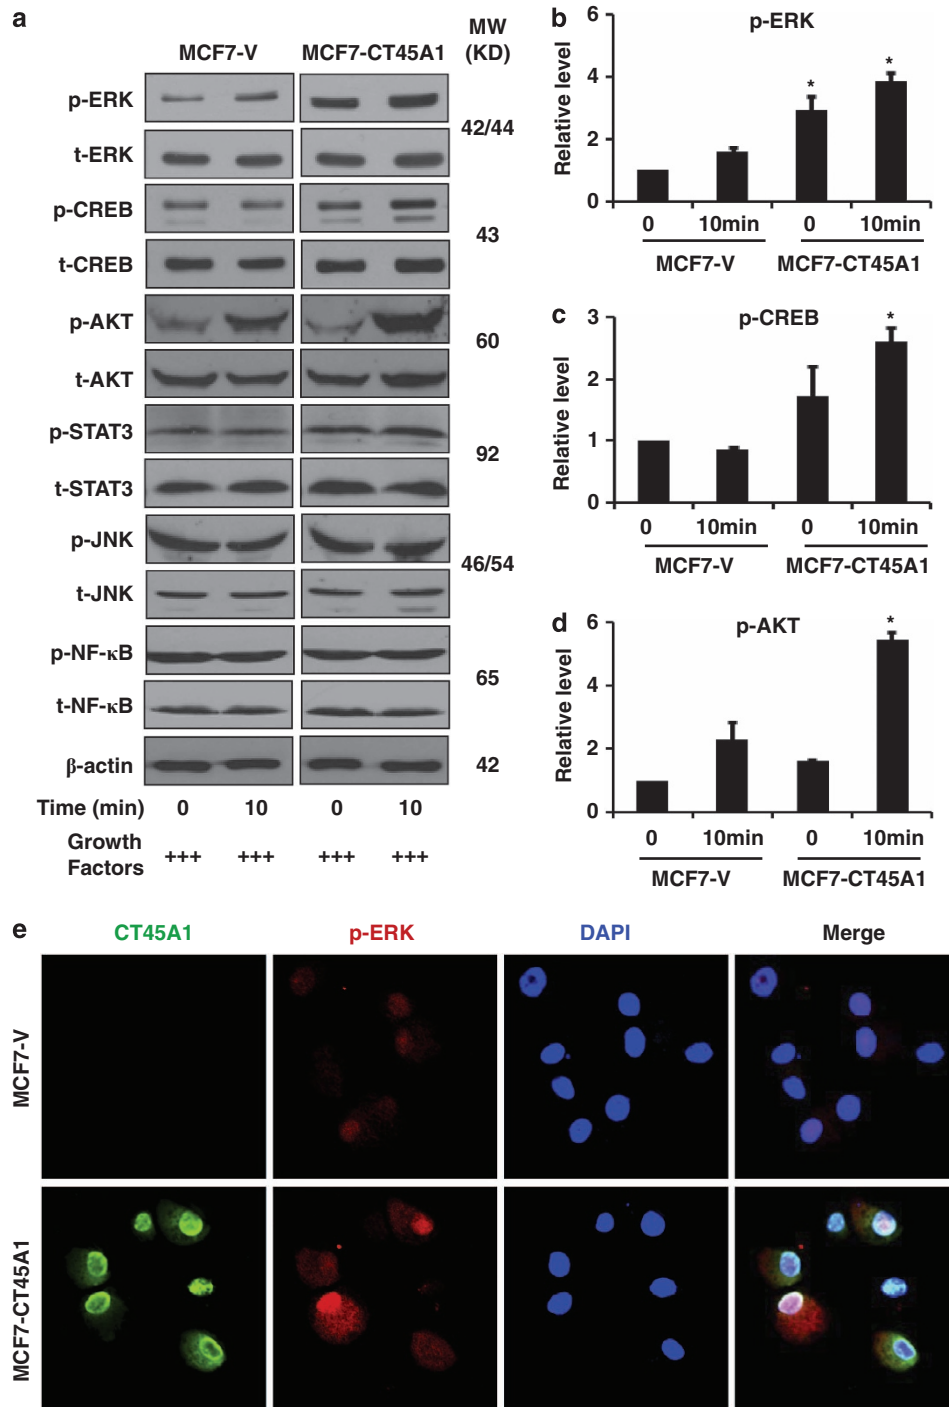 a
MW
(KD)
MCF7-V MCF7-CT45A1
p-ERK
42/44
t-ERK
p-CREB
43
t-CREB
p-AKT
60
t-AKT
p-STAT3
92
t-STAT3
p-JNK
46/54
t-JNK
p-NF-κB
65
t-NF-κB
β-actin 42
Time (min) 0 10 0 10
Growth
Factors +++ +++ +++ +++
b
p-ERK
Relative level
6
4
2
0
* *
0 10min 0 10min
MCF7-V MCF7-CT45A1
c
p-CREB
Relative level
3
2
1
0
*
0 10min 0 10min
MCF7-V MCF7-CT45A1
d
p-AKT
Relative level
6
4
2
0
*
0 10min 0 10min
MCF7-V MCF7-CT45A1
e
CT45A1 p-ERK DAPI Merge
MCF7-V
MCF7-CT45A1